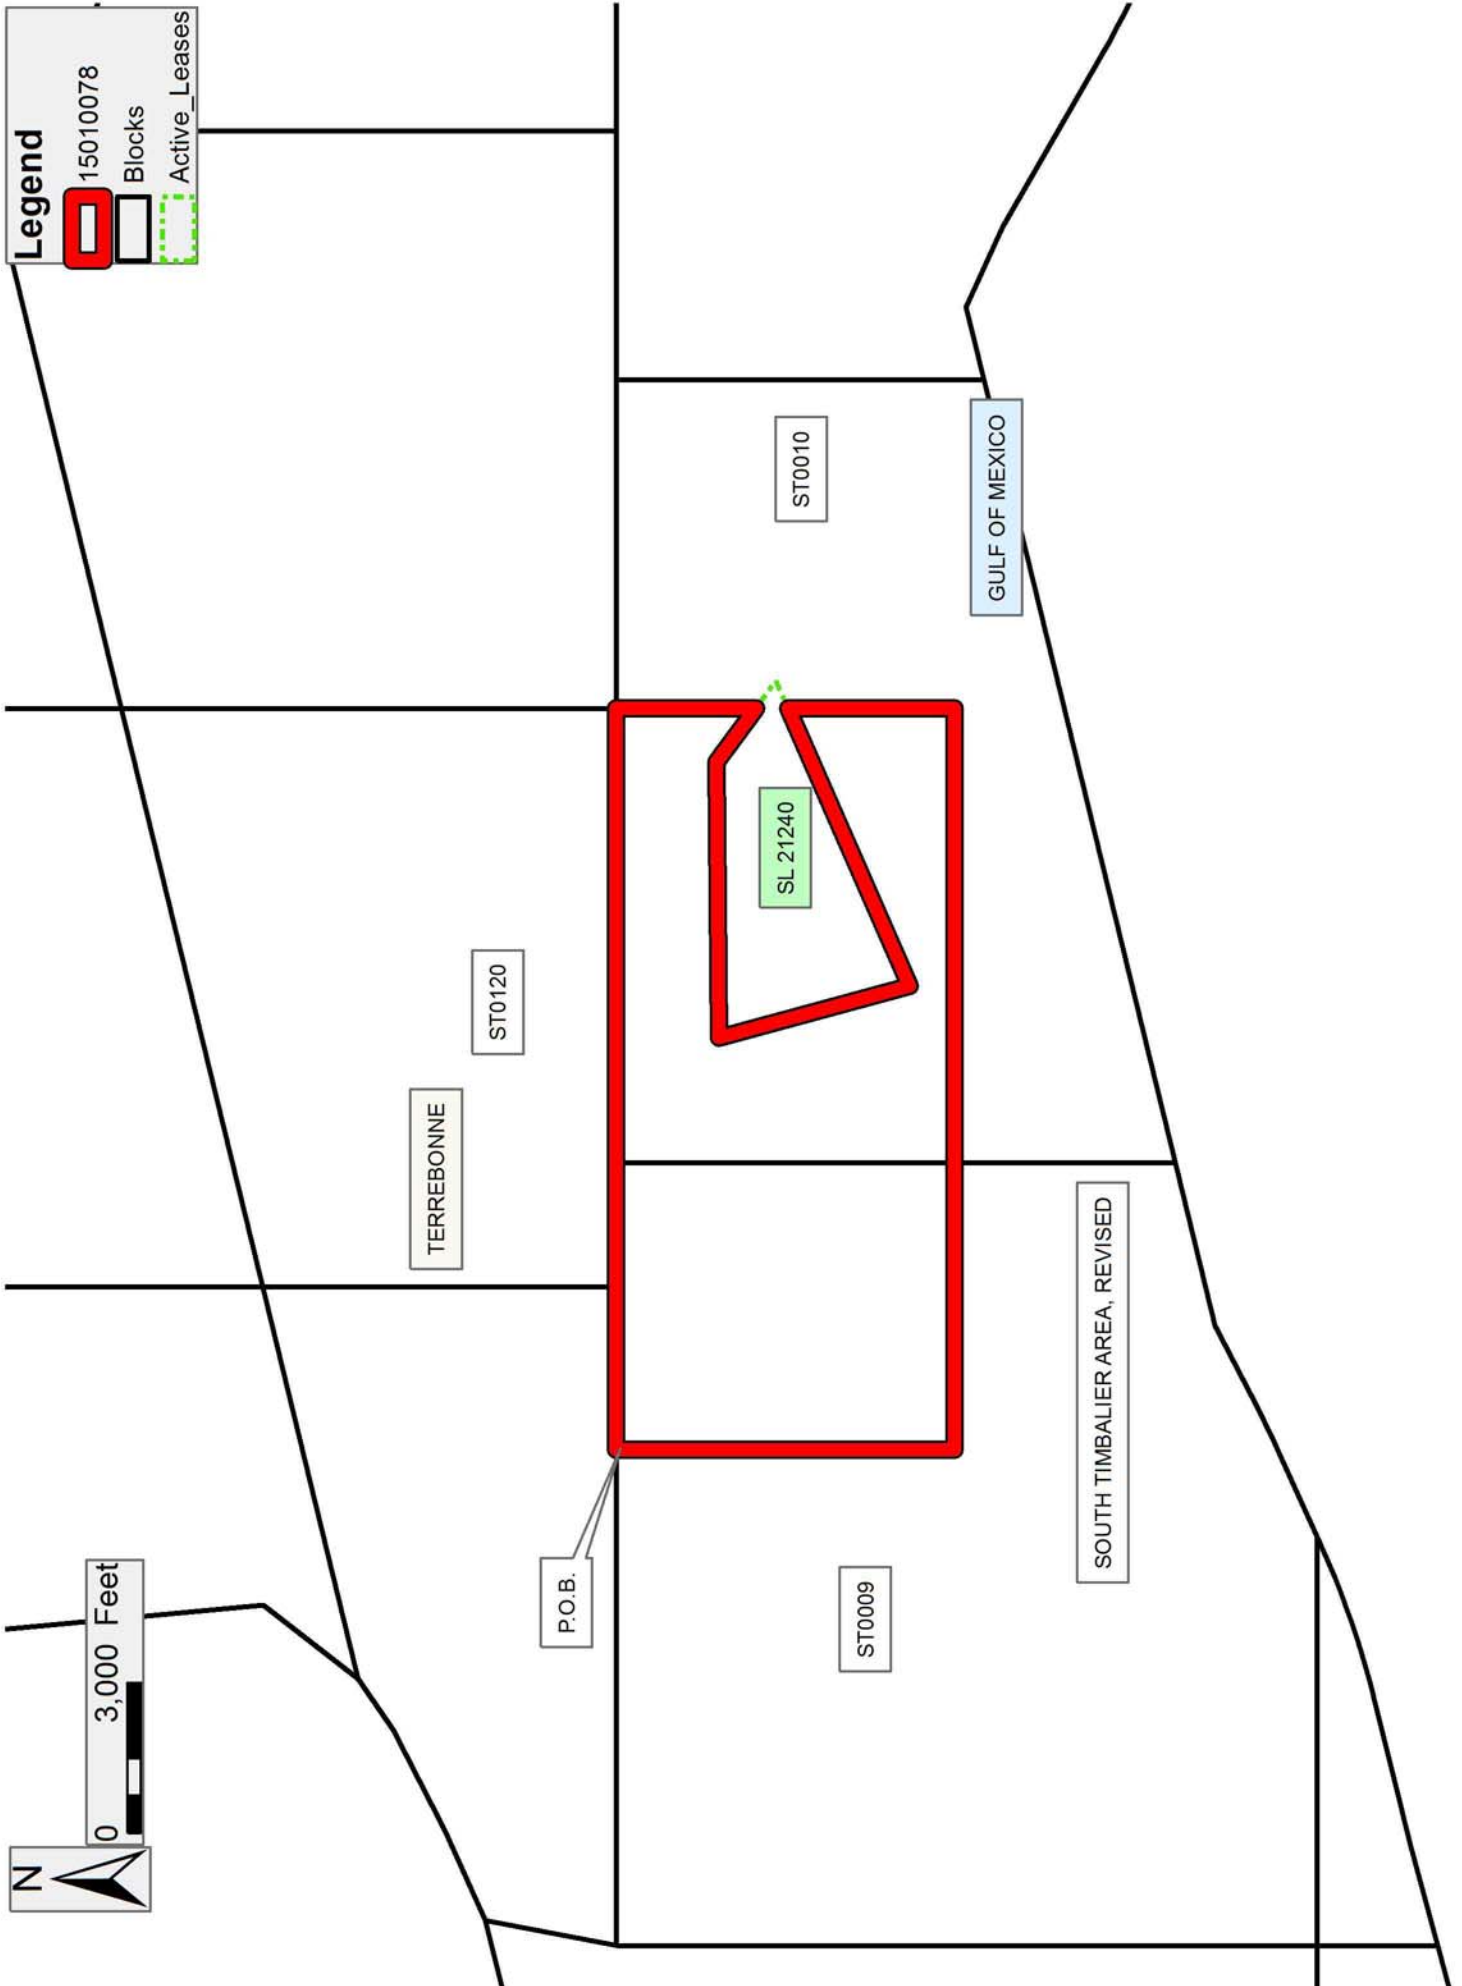 Legend
15010078
Blocks
Active_Leases
ST0010
GULF OF MEXICO
SL 21240
ST0120
TERREBONNE
SOUTH TIMBALIER AREA, REVISED
P.O.B.
ST0009
0 3,000 Feet
N